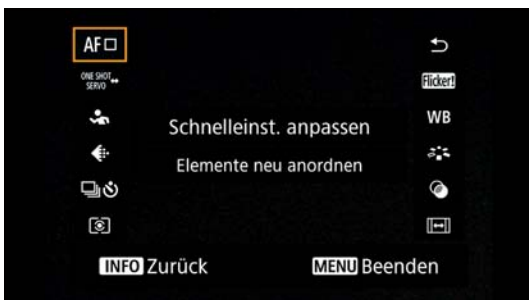 AF
ONE SHOT
SERVO
Flicker!
WB
Schnelleinst. anpassen
Elemente neu anordnen
INFO Zurück
MENU Beenden